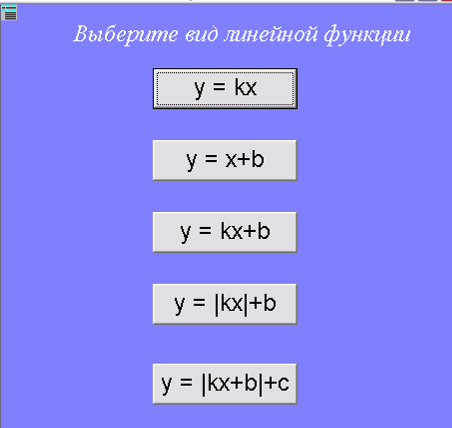 Выберите вид линейной функции
y = kx
y = x+b
y = kx+b
y = |kx|+b
y = |kx+b|+c